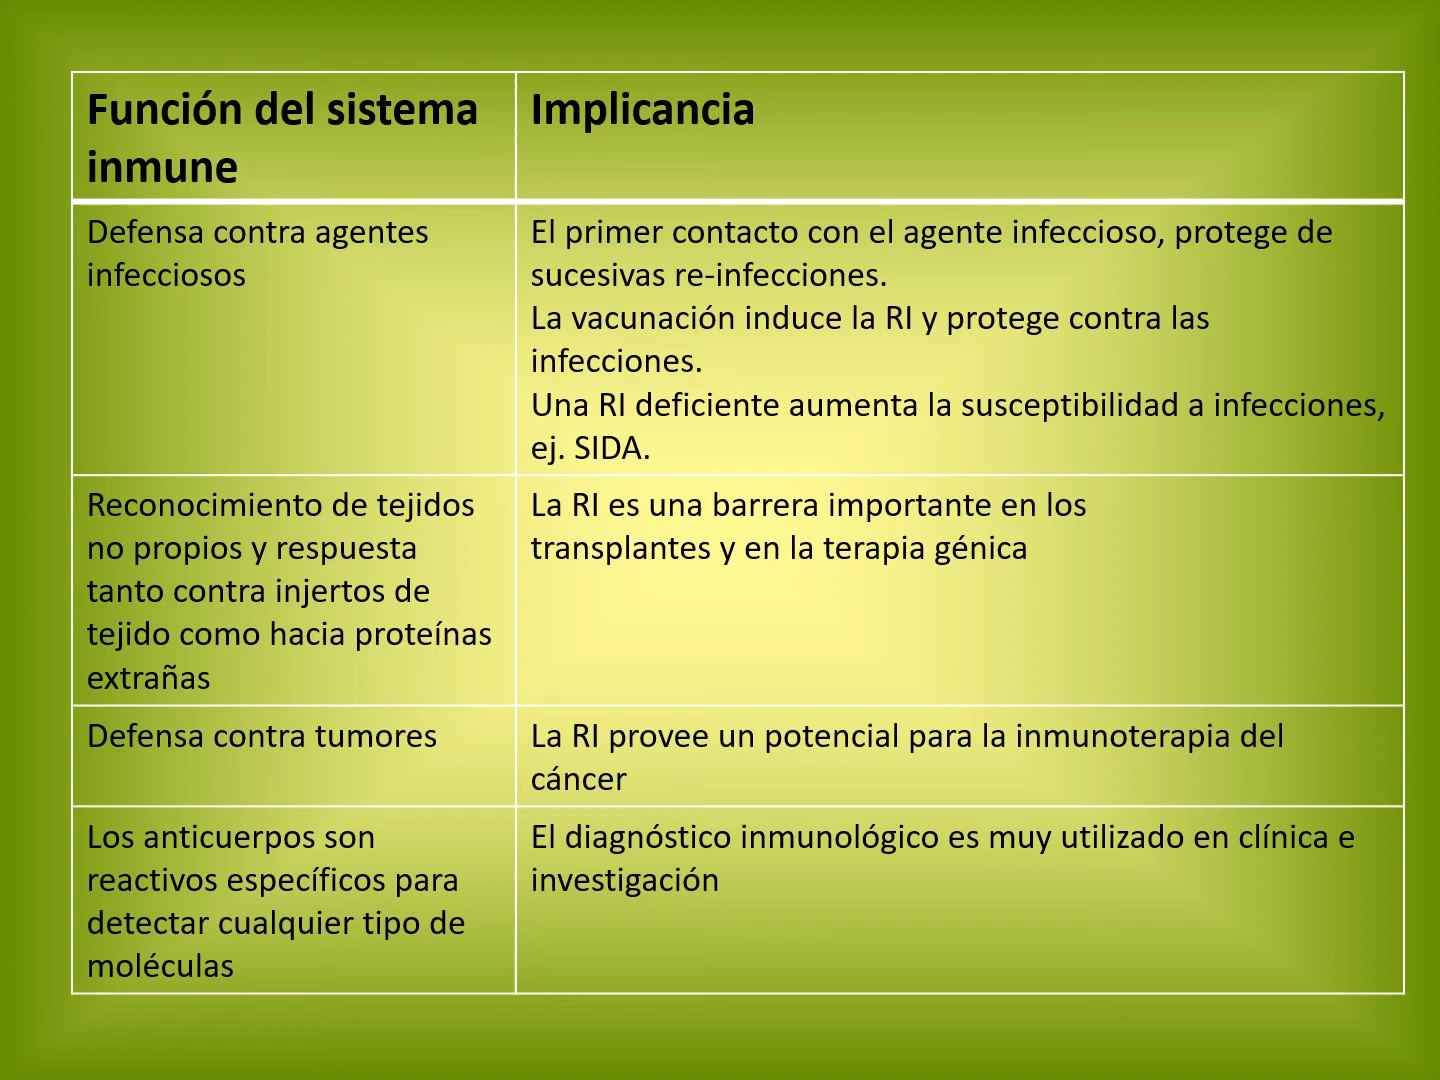 Función del sistema
inmune
Implicancia
Defensa contra agentes
infecciosos
El primer contacto con el agente infeccioso, protege de
sucesivas re-infecciones.
La vacunación induce la RI y protege contra las
infecciones.
Una RI deficiente aumenta la susceptibilidad a infecciones,
ej. SIDA.
Reconocimiento de tejidos
no propios y respuesta
tanto contra injertos de
tejido como hacia proteínas
extrañas
La RI es una barrera importante en los
transplantes y en la terapia génica
Defensa contra tumores
La RI provee un potencial para la inmunoterapia del
cáncer
Los anticuerpos son
reactivos específicos para
detectar cualquier tipo de
moléculas
El diagnóstico inmunológico es muy utilizado en clínica e
investigación